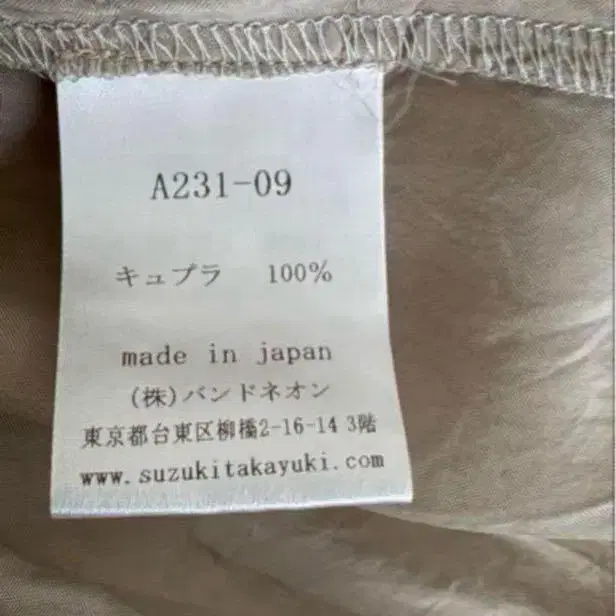 A231-09
キュプラ 100%
made in japan
(株)バンドネオン
東京都台東区柳橋2-16-14 3階
www.suzukitakayuki.com